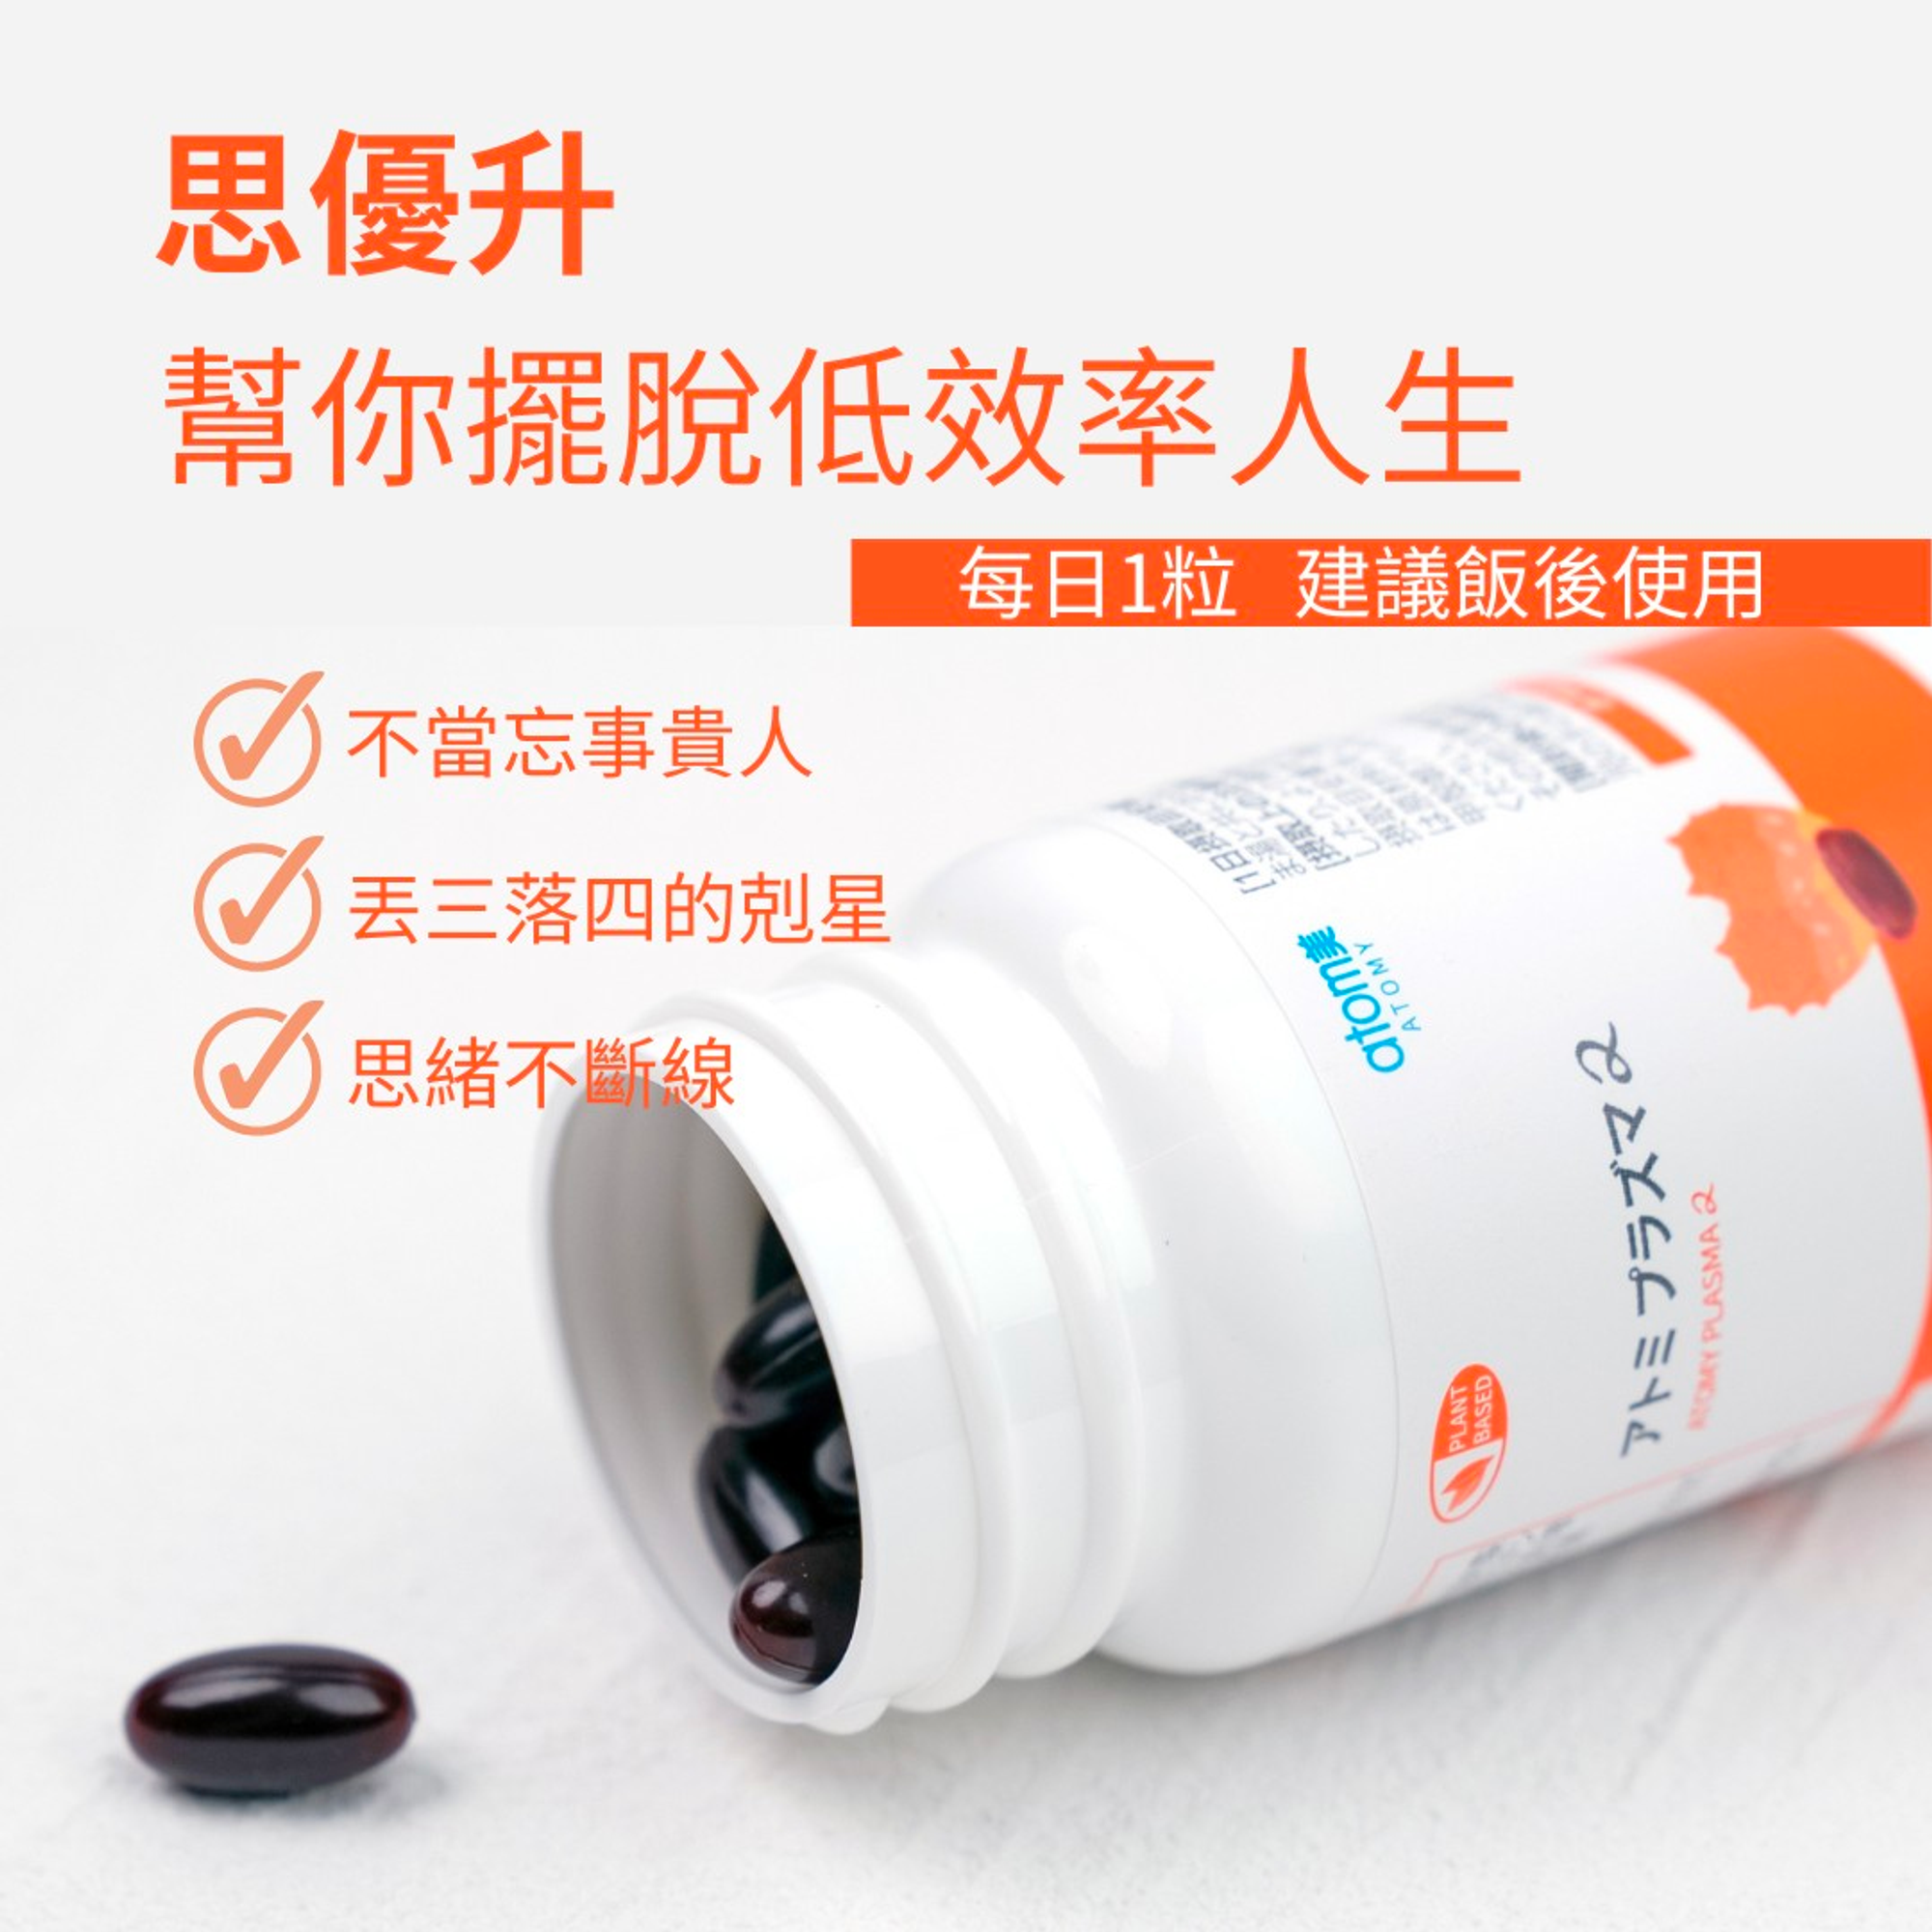 思優升
幫你擺脫低效率人生
每日1粒 建議飯後使用
不當忘事貴人
丟三落四的剋星
思緒不斷線
atom美
ATOMY
アトミ プラズマ2
ATOMY PLASMA 2
PLANT
BASED